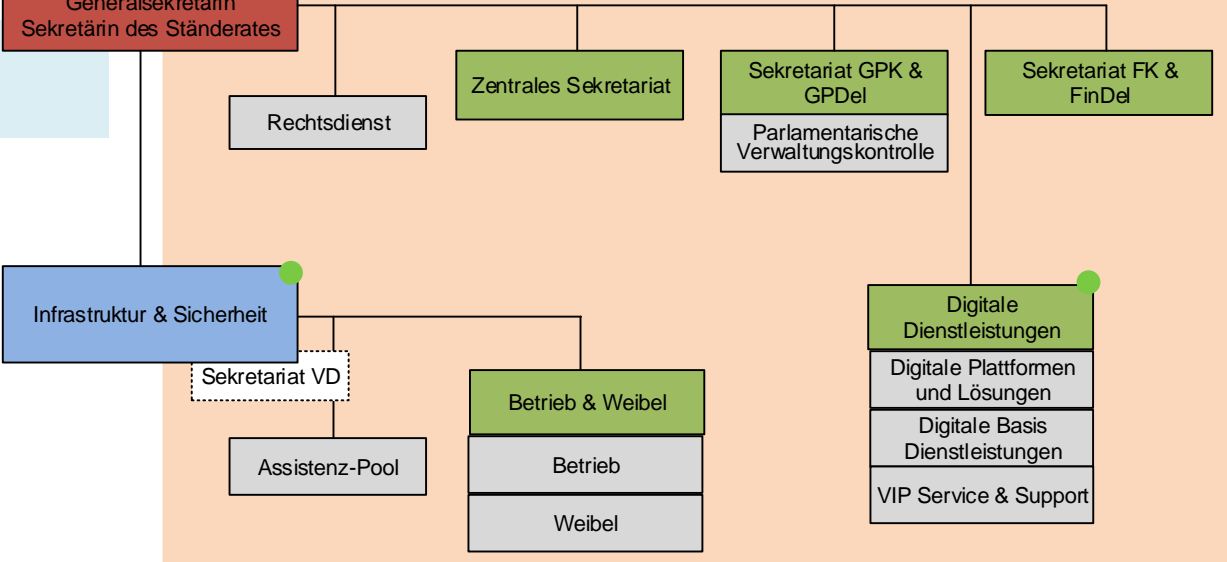 Generalsekretärin
Sekretärin des Ständerates
Zentrales Sekretariat
Sekretariat GPK &
GPDel
Sekretariat FK &
FinDel
Rechtsdienst
Parlamentarische
Verwaltungskontrolle
Infrastruktur & Sicherheit
Sekretariat VD
Assistenz-Pool
Betrieb & Weibel
Betrieb
Weibel
Digitale
Dienstleistungen
Digitale Plattformen
und Lösungen
Digitale Basis
Dienstleistungen
VIP Service & Support